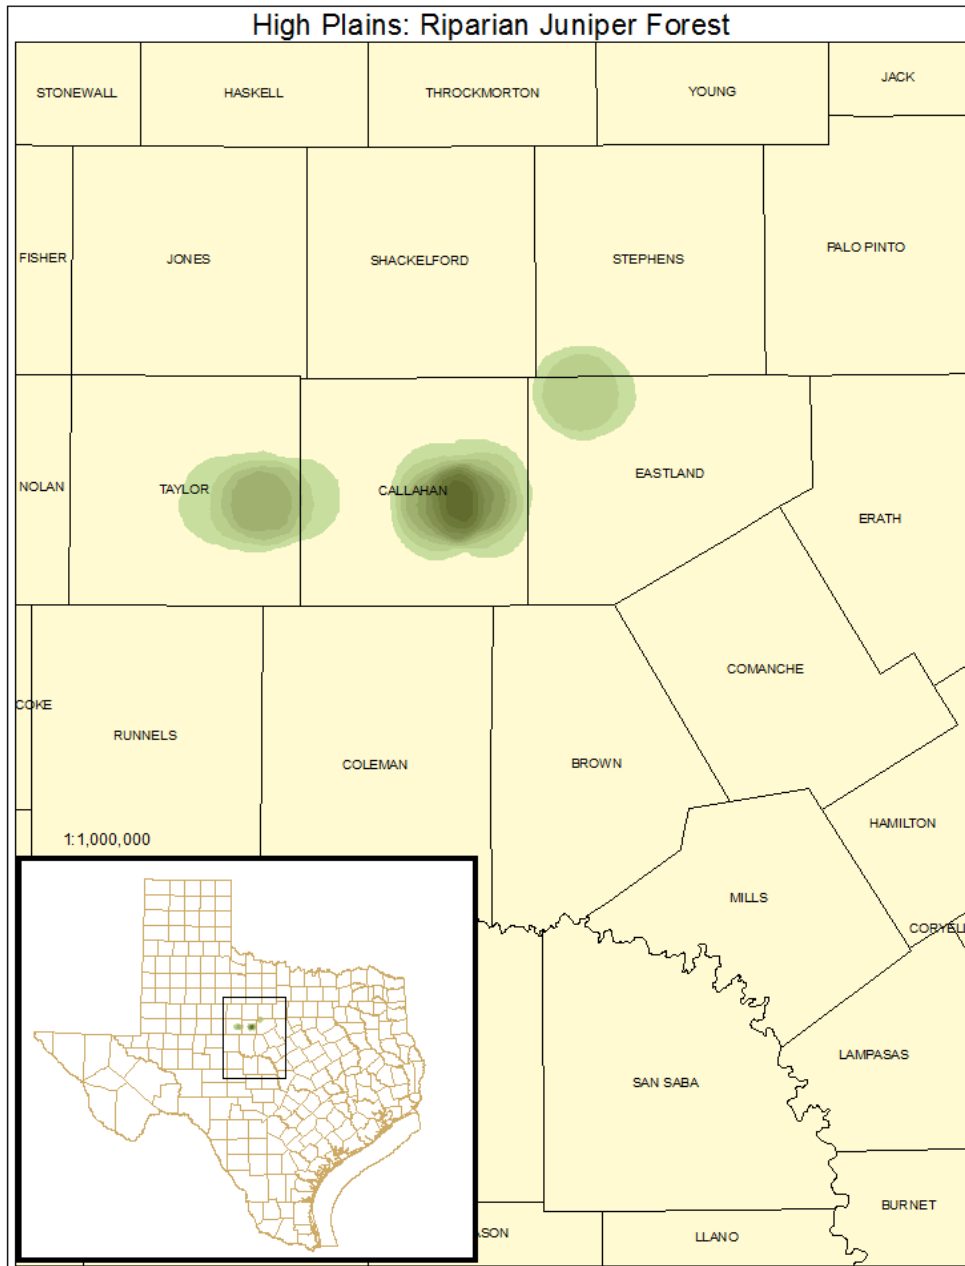 High Plains: Riparian Juniper Forest
JACK
STONEWALL
HASKELL
THROCKMORTON
YOUNG
FISHER
JONES
SHACKELFORD
STEPHENS
PALO PINTO
NOLAN
TAYLOR
CALLAHAN
EASTLAND
ERATH
COKE
RUNNELS
COLEMAN
BROWN
COMANCHE
1:1,000,000
HAMILTON
MILLS
CORYELL
LAMPASAS
SAN SABA
BURNET
ASON
LLANO